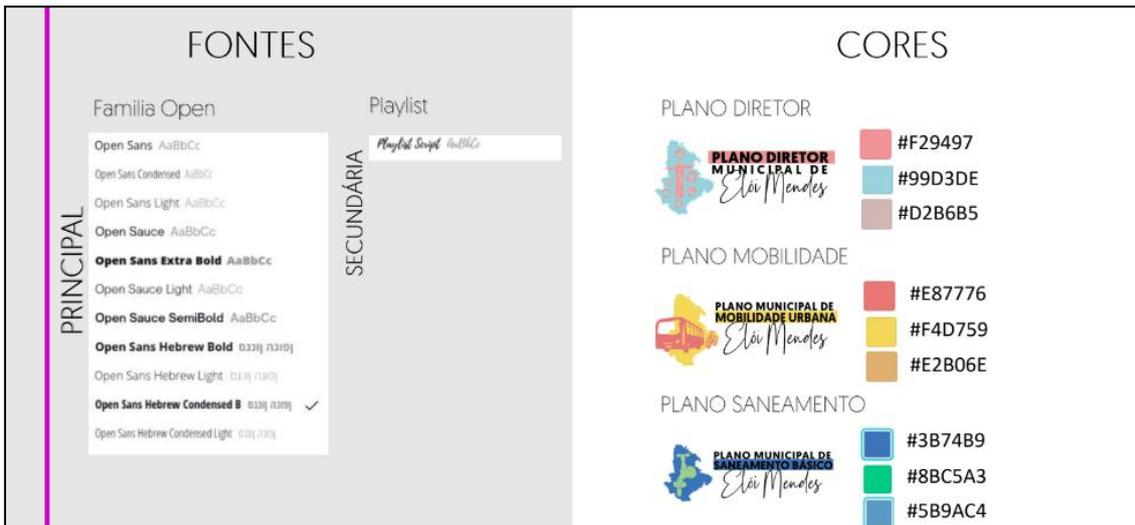 FONTES
Familia Open
PRINCIPAL
Open Sans AaBbCc
Open Sans Condensed AaBbCc
Open Sans Light AaBbCc
Open Sauce AaBbCc
Open Sans Extra Bold AaBbCc
Open Sauce Light AaBbCc
Open Sauce SemiBold AaBbCc
Open Sans Hebrew Bold
Open Sans Hebrew Light
Open Sans Hebrew Condensed B
Open Sans Hebrew Condensed Light
Playlist
SECUNDÁRIA
Playlist Script AaBbCc
CORES
PLANO DIRETOR
PLANO DIRETOR
MUNICIPAL DE
Elói Mendes
#F29497
#99D3DE
#D2B6B5
PLANO MOBILIDADE
PLANO MUNICIPAL DE
MOBILIDADE URBANA
Elói Mendes
#E87776
#F4D759
#E2B06E
PLANO SANEAMENTO
PLANO MUNICIPAL DE
SANEAMENTO BÁSICO
Elói Mendes
#3B74B9
#8BC5A3
#5B9AC4